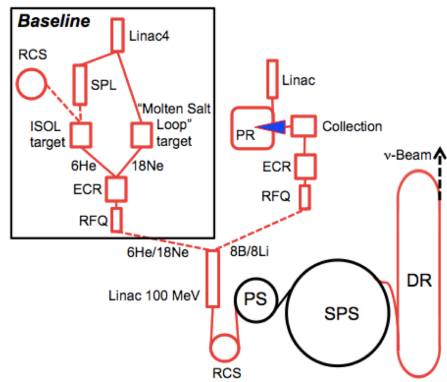 Baseline
Linac4
RCS
SPL
Linac
ISOL
target
"Molten Salt
Loop"
target
PR
Collection
6He
18Ne
ECR
ECR
RFQ
RFQ
ν-Beam
6He/18Ne
8B/8Li
Linac 100 MeV
PS
SPS
DR
RCS